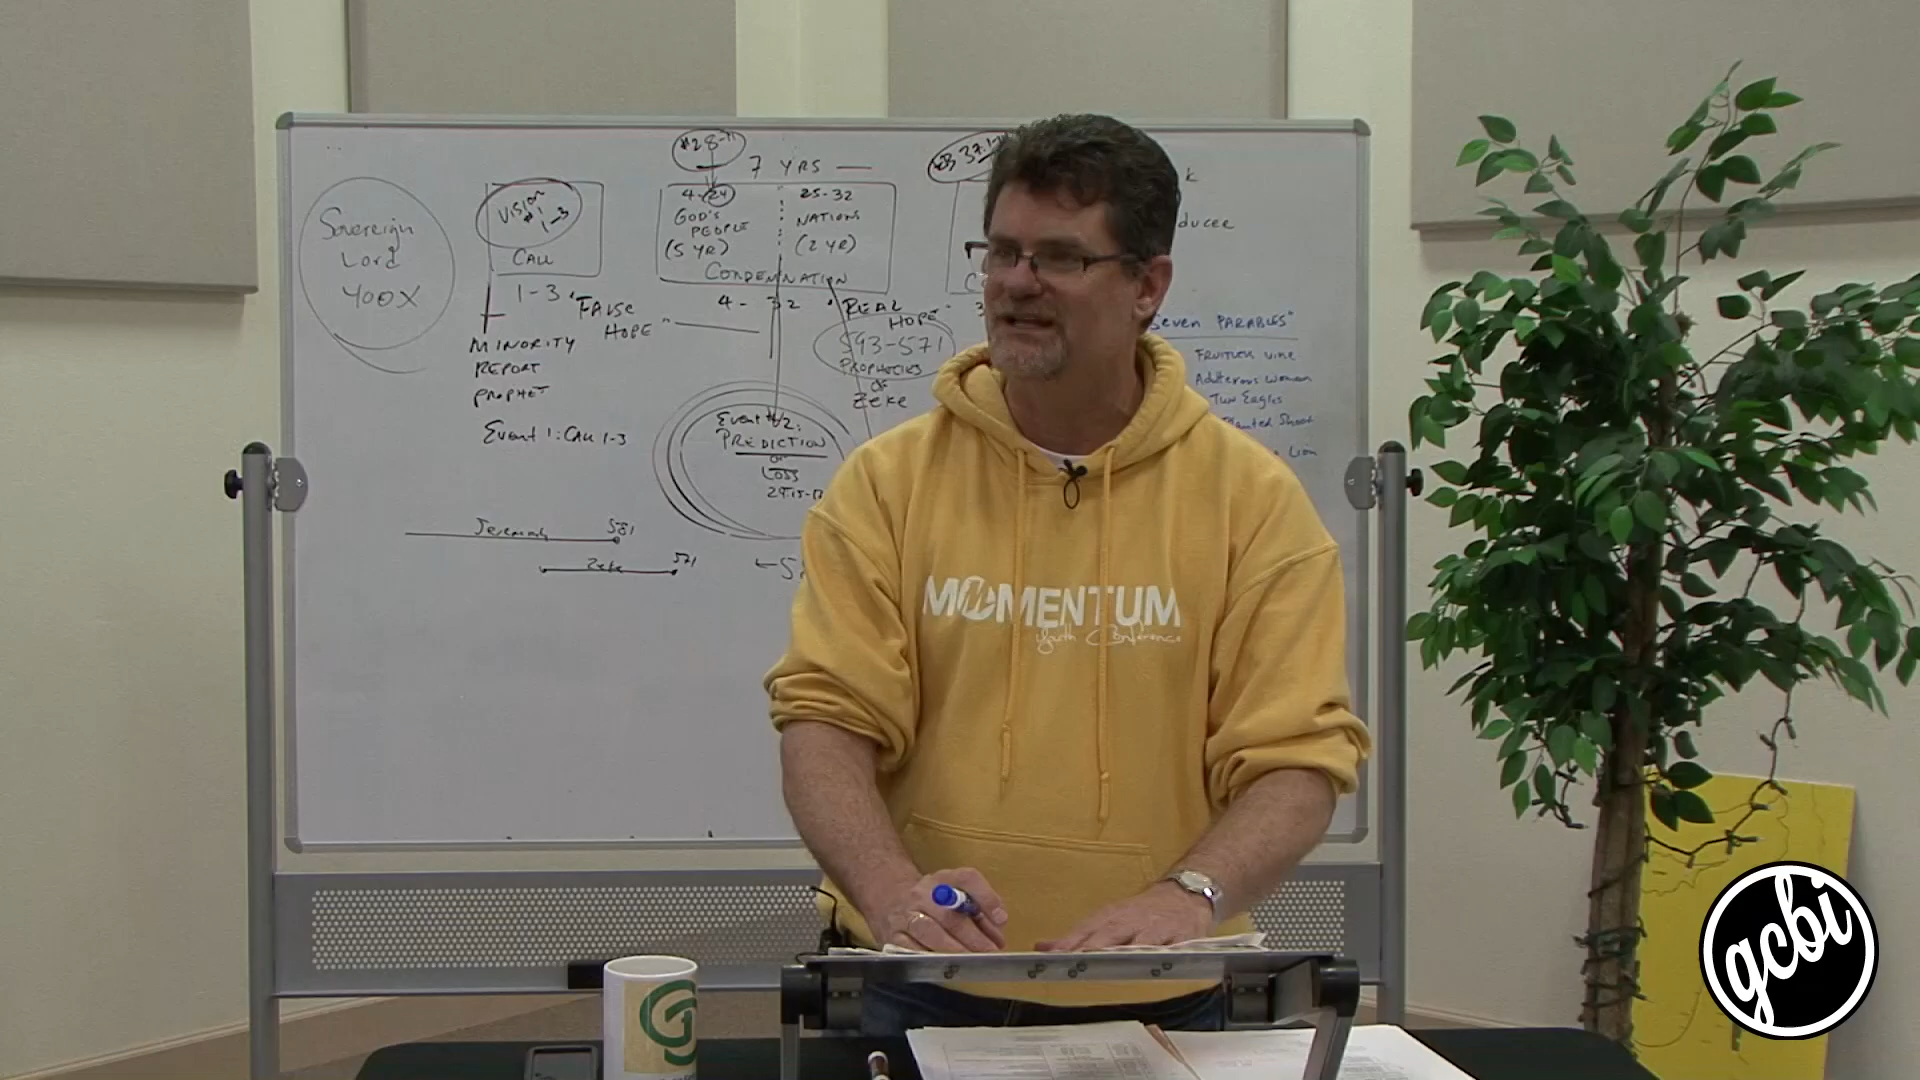 Sovereign
Lord
400X
VISION
#1
1-3
CALL
1-3
MINORITY
REPORT
PROPHET
Event 1: CALL 1-3
"FALSE
HOPE"
Jeremiah
Zeke 571
7 YRS
4-24
GOD'S
PEOPLE
(5 YR)
25-32
NATIONS
(2 YR)
CONDEMNATION
4-32
"REAL
HOPE"
593-571
PROPHECIES
OF
Zeke
Event #2:
PREDICTION
OF
LOSS
37.1-
k
ducee
Seven PARABLES"
FRUITLESS VINE
Adulterous woman
Two Eagles
Planted Shoot
Lion
MOMENTUM
Youth Conference
gcbi